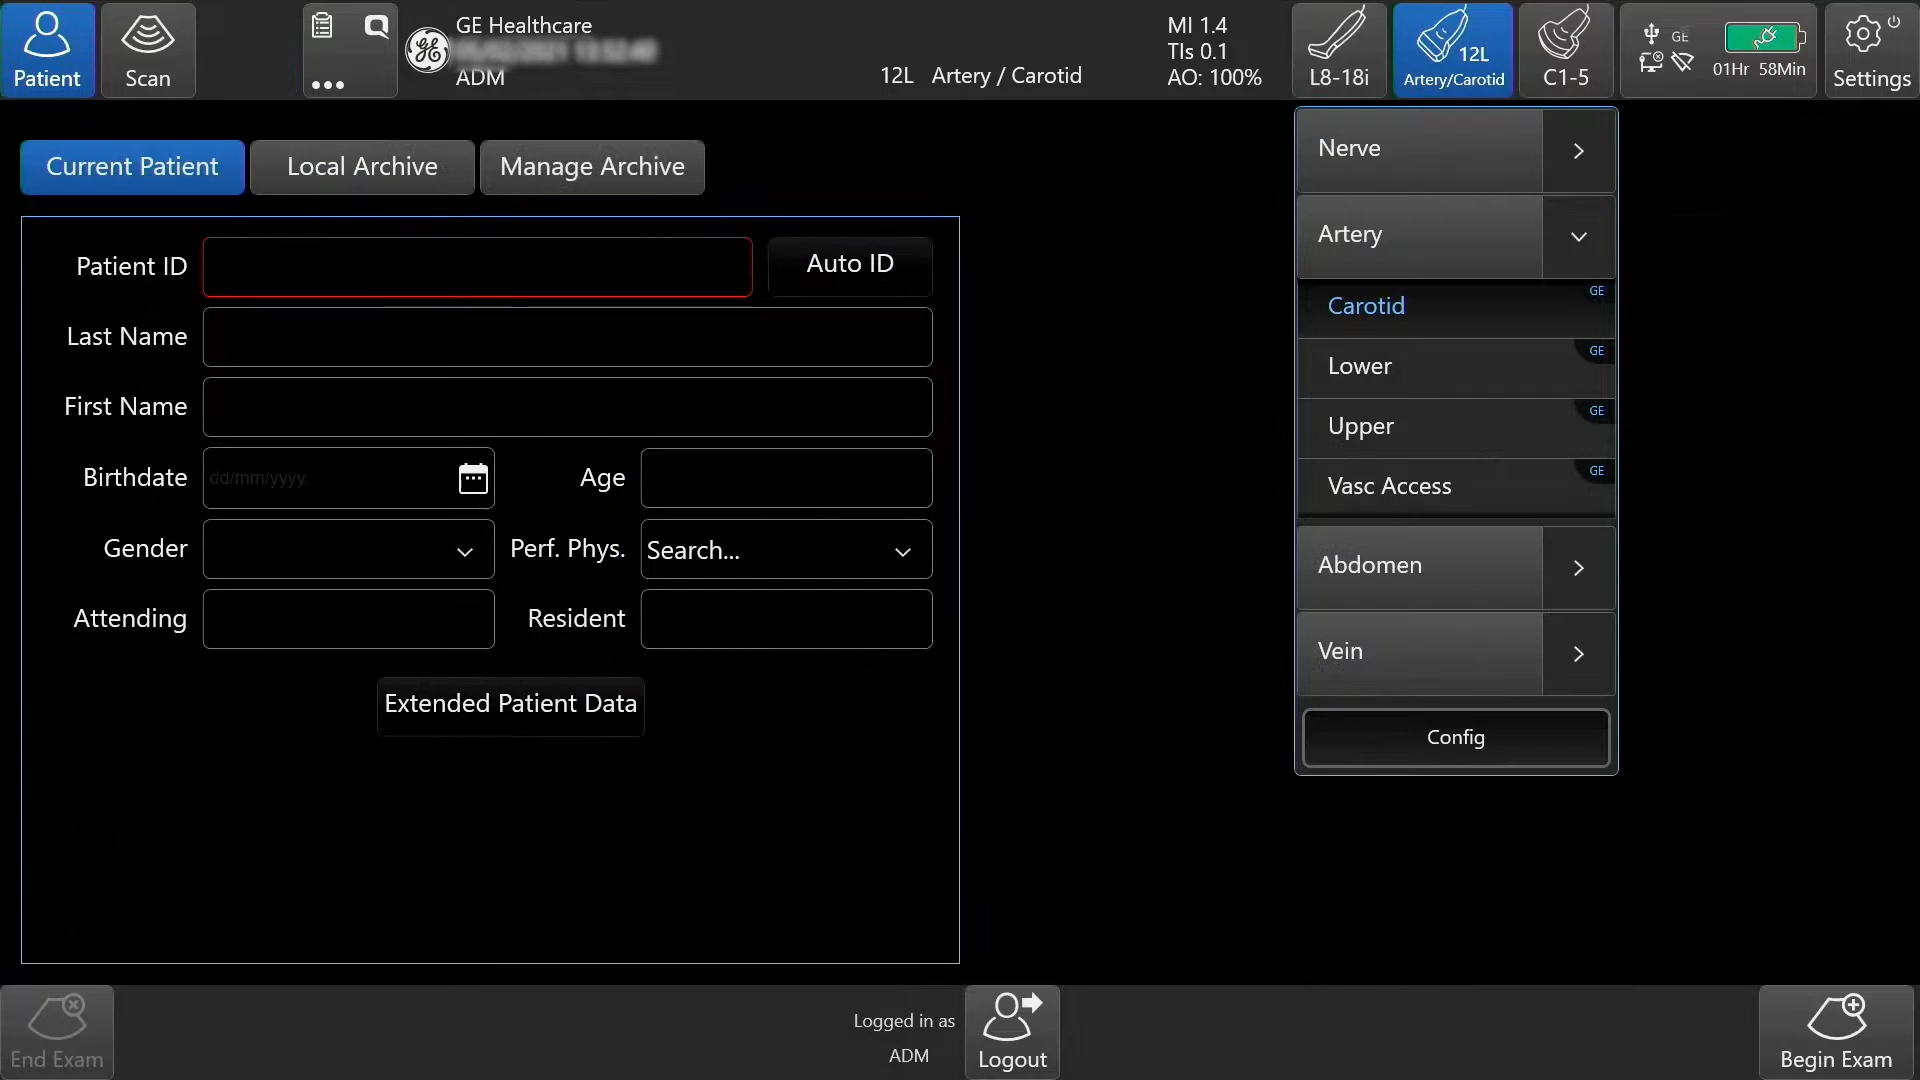 Patient
Scan
GE Healthcare
ADM
12L Artery / Carotid
MI 1.4
TIs 0.1
AO: 100%
L8-18i
12L
Artery/Carotid
C1-5
GE
01Hr 58Min
Settings
Current Patient
Local Archive
Manage Archive
Patient ID
Auto ID
Last Name
First Name
Birthdate
dd/mm/yyyy
Age
Gender
Perf. Phys.
Search...
Attending
Resident
Extended Patient Data
Nerve
Artery
Carotid
GE
Lower
GE
Upper
GE
Vasc Access
GE
Abdomen
Vein
Config
End Exam
Logged in as
ADM
Logout
Begin Exam